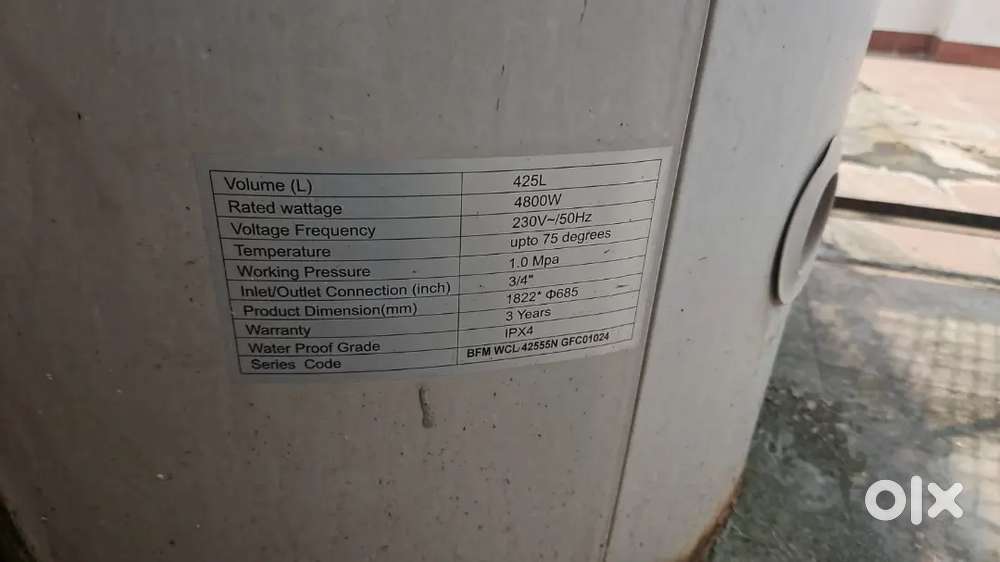 Volume (L) 425L
Rated wattage 4800W
Voltage Frequency 230V~/50Hz
Temperature upto 75 degrees
Working Pressure 1.0 Mpa
Inlet/Outlet Connection (inch) 3/4"
Product Dimension(mm) 1822* Φ685
Warranty 3 Years
Water Proof Grade IPX4
Series Code BFM WCL 42555N GFC01024
olx